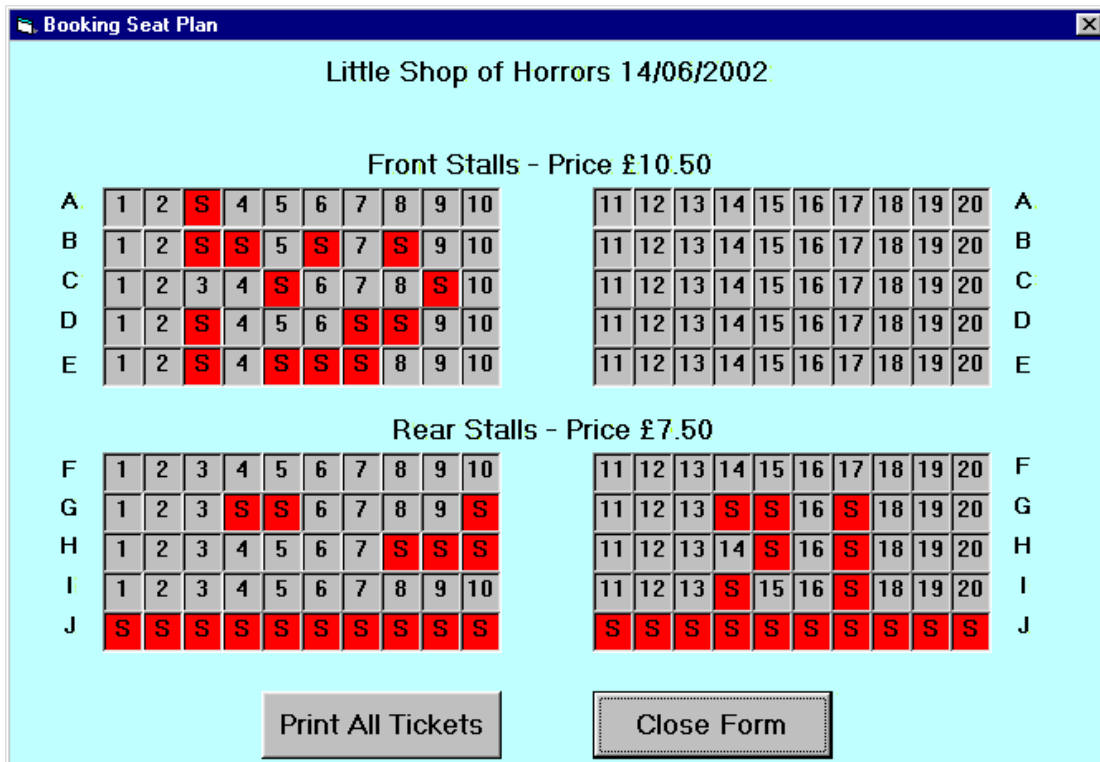 Booking Seat Plan
Little Shop of Horrors 14/06/2002
Front Stalls - Price £10.50
A 1 2 S 4 5 6 7 8 9 10 11 12 13 14 15 16 17 18 19 20 A
B 1 2 S S 5 S 7 S 9 10 11 12 13 14 15 16 17 18 19 20 B
C 1 2 3 4 S 6 7 8 S 10 11 12 13 14 15 16 17 18 19 20 C
D 1 2 S 4 5 6 S S 9 10 11 12 13 14 15 16 17 18 19 20 D
E 1 2 S 4 S S S 8 9 10 11 12 13 14 15 16 17 18 19 20 E
Rear Stalls - Price £7.50
F 1 2 3 4 5 6 7 8 9 10 11 12 13 14 15 16 17 18 19 20 F
G 1 2 3 S S 6 7 8 9 S 11 12 13 S S 16 S 18 19 20 G
H 1 2 3 4 5 6 7 S S S 11 12 13 14 S 16 S 18 19 20 H
I 1 2 3 4 5 6 7 8 9 10 11 12 13 S 15 16 S 18 19 20 I
J S S S S S S S S S S S S S S S S S S S S J
Print All Tickets Close Form